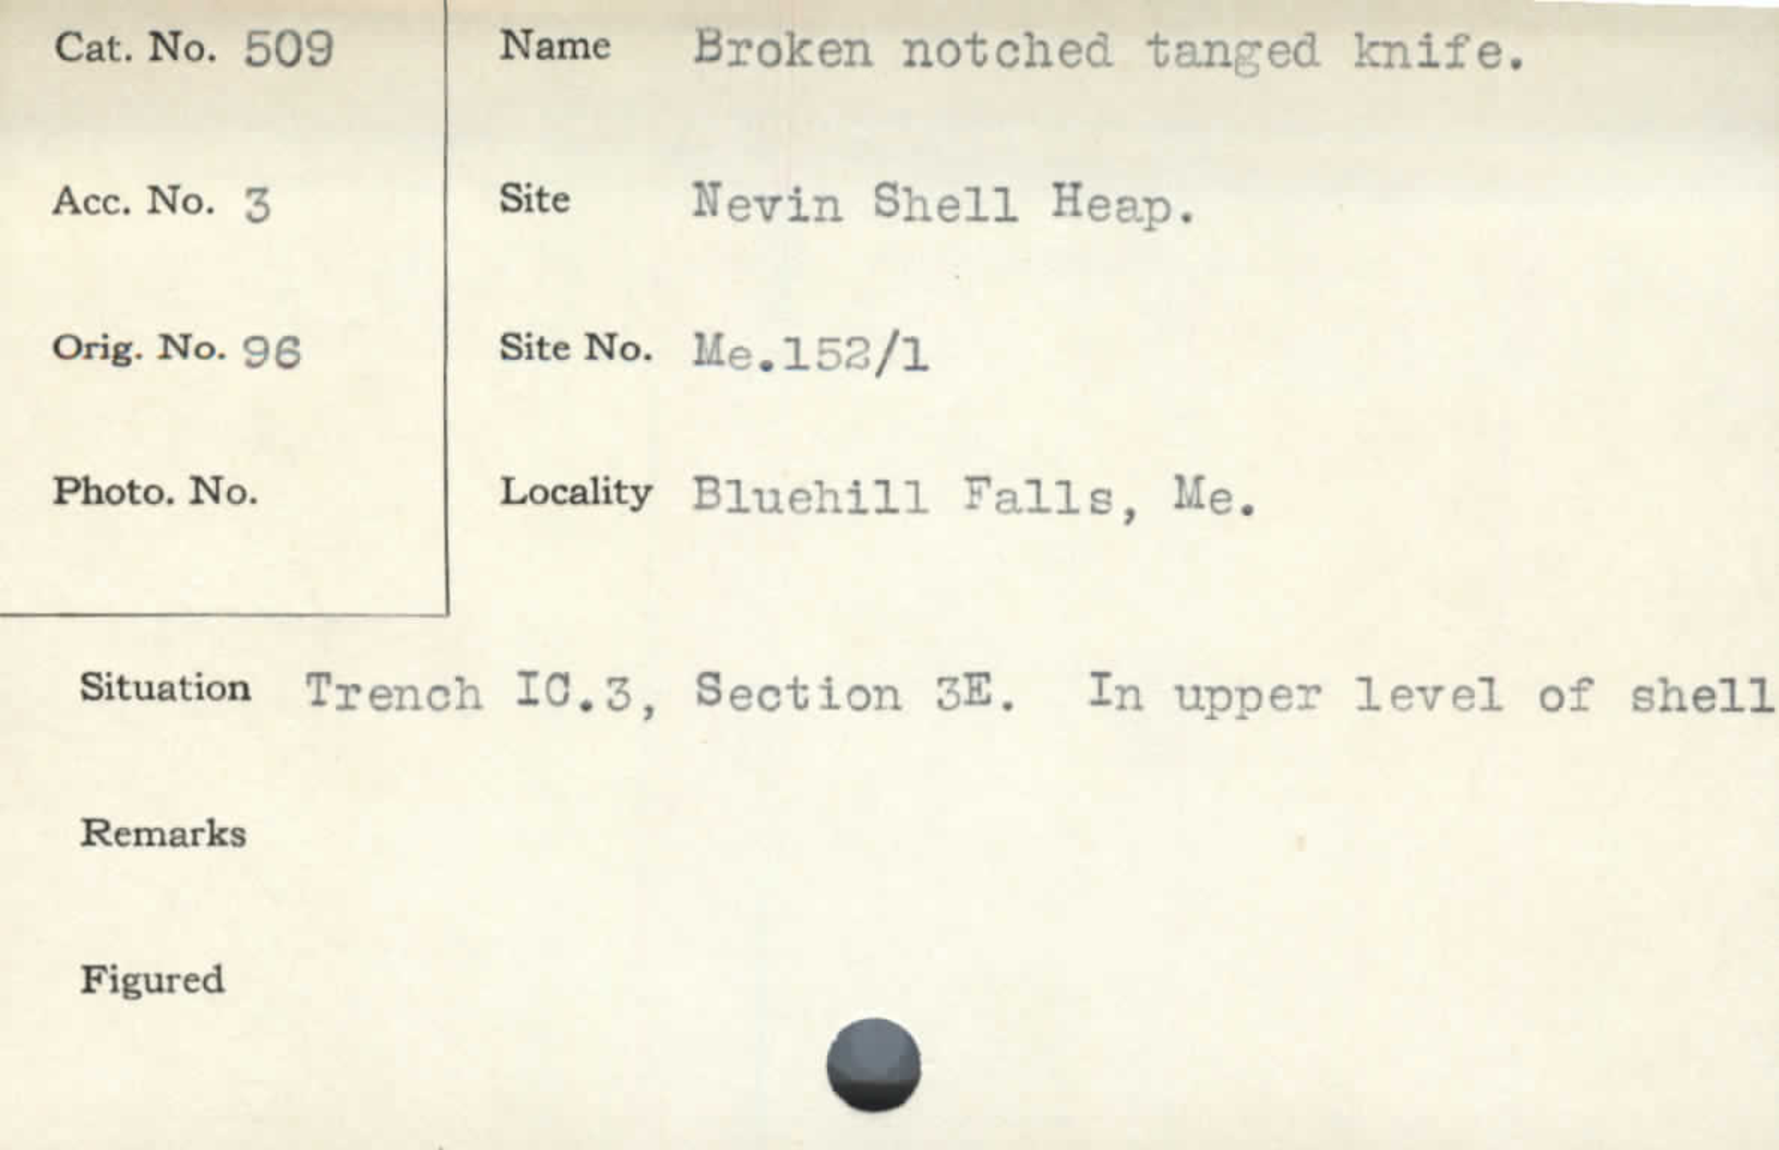 Cat. No. 509 Name Broken notched tanged knife.
Acc. No. 3 Site Nevin Shell Heap.
Orig. No. 96 Site No. Me.152/1
Photo. No. Locality Bluehill Falls, Me.
Situation Trench IC.3, Section 3E. In upper level of shell
Remarks
Figured